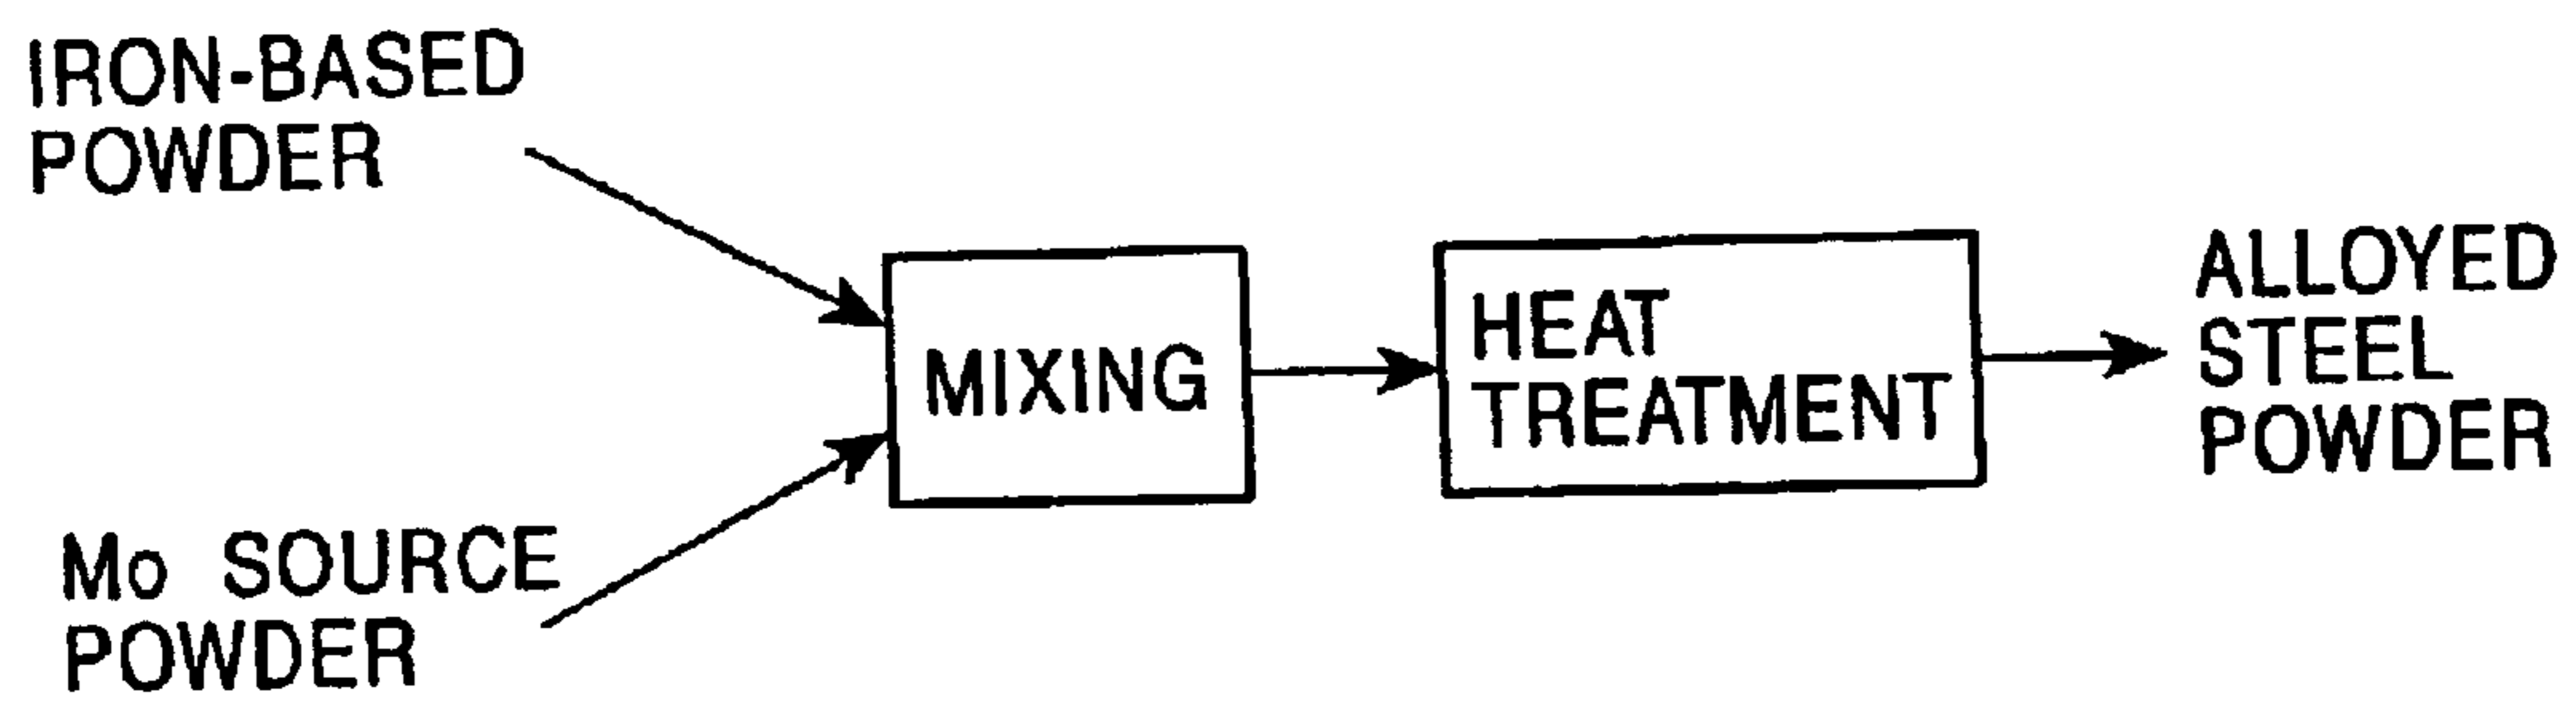 IRON-BASED
POWDER
Mo SOURCE
POWDER
MIXING
HEAT
TREATMENT
ALLOYED
STEEL
POWDER